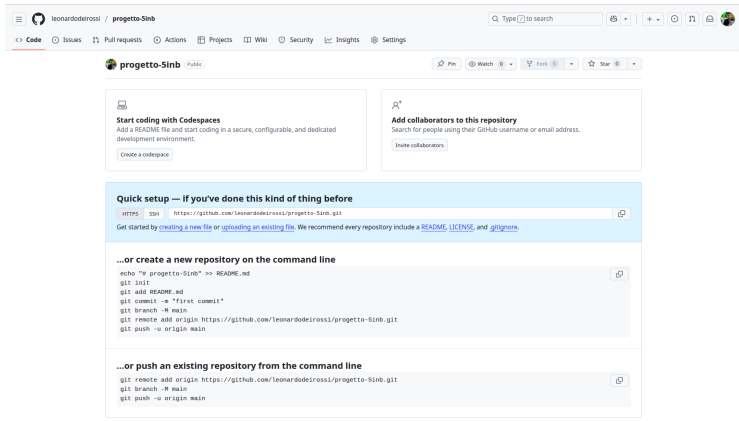 leonardodeirossi / progetto-5inb
Type / to search
Code Issues Pull requests Actions Projects Wiki Security Insights Settings
progetto-5inb Public
Pin Watch 0 Fork 0 Star 0
Start coding with Codespaces
Add a README file and start coding in a secure, configurable, and dedicated
development environment.
Create a codespace
Add collaborators to this repository
Search for people using their GitHub username or email address.
Invite collaborators
Quick setup — if you've done this kind of thing before
HTTPS SSH https://github.com/leonardodeirossi/progetto-5inb.git
Get started by creating a new file or uploading an existing file. We recommend every repository include a README, LICENSE, and .gitignore.
…or create a new repository on the command line
echo "# progetto-5inb" >> README.md
git init
git add README.md
git commit -m "first commit"
git branch -M main
git remote add origin https://github.com/leonardodeirossi/progetto-5inb.git
git push -u origin main
…or push an existing repository from the command line
git remote add origin https://github.com/leonardodeirossi/progetto-5inb.git
git branch -M main
git push -u origin main